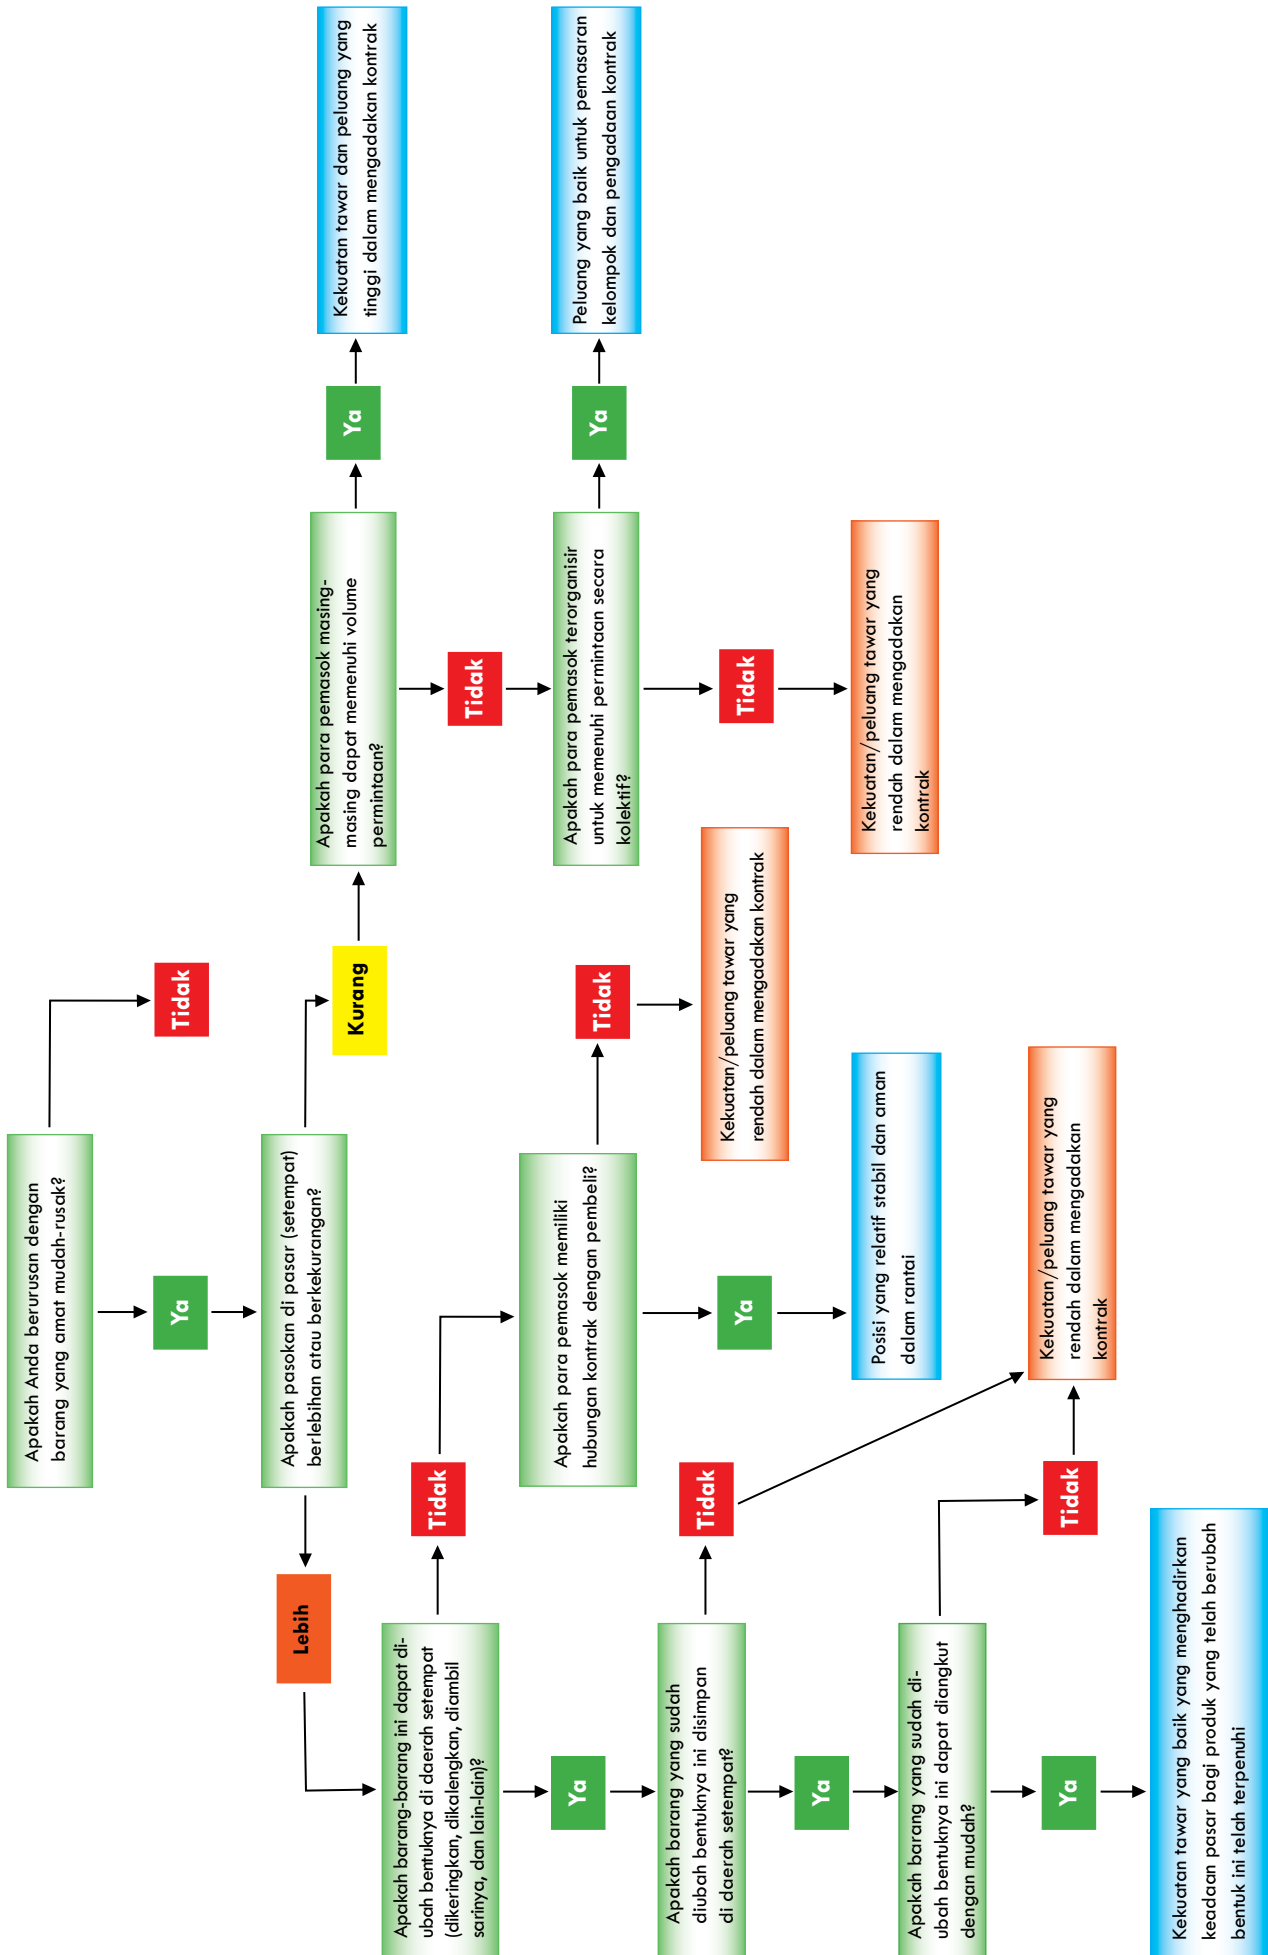 Apakah Anda berurusan dengan
barang yang amat mudah-rusak?
Tidak
Ya
Apakah pasokan di pasar (setempat)
berlebihan atau berkekurangan?
Lebih
Kurang
Apakah para pemasok masing-
masing dapat memenuhi volume
permintaan?
Ya
Kekuatan tawar dan peluang yang
tinggi dalam mengadakan kontrak
Tidak
Apakah para pemasok terorganisir
untuk memenuhi permintaan secara
kolektif?
Ya
Peluang yang baik untuk pemasaran
kelompok dan pengadaan kontrak
Tidak
Kekuatan/peluang tawar yang
rendah dalam mengadakan
kontrak
Apakah barang-barang ini dapat di-
ubah bentuknya di daerah setempat
(dikeringkan, dikalengkan, diambil
sarinya, dan lain-lain)?
Tidak
Apakah para pemasok memiliki
hubungan kontrak dengan pembeli?
Tidak
Kekuatan/peluang tawar yang
rendah dalam mengadakan kontrak
Ya
Posisi yang relatif stabil dan aman
dalam rantai
Ya
Apakah barang yang sudah
diubah bentuknya ini disimpan
di daerah setempat?
Tidak
Kekuatan/peluang tawar yang
rendah dalam mengadakan
kontrak
Ya
Apakah barang yang sudah di-
ubah bentuknya ini dapat diangkut
dengan mudah?
Tidak
Ya
Kekuatan tawar yang baik yang menghadirkan
keadaan pasar bagi produk yang telah berubah
bentuk ini telah terpenuhi